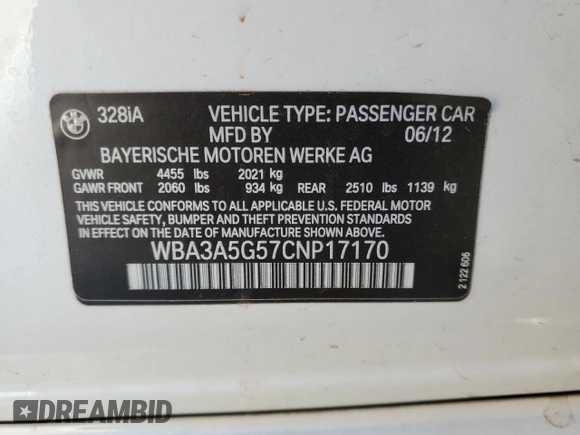 328iA VEHICLE TYPE: PASSENGER CAR
MFD BY 06/12
BAYERISCHE MOTOREN WERKE AG
GVWR 4455 lbs 2021 kg
GAWR FRONT 2060 lbs 934 kg REAR 2510 lbs 1139 kg
THIS VEHICLE CONFORMS TO ALL APPLICABLE U.S. FEDERAL MOTOR
VEHICLE SAFETY, BUMPER AND THEFT PREVENTION STANDARDS
IN EFFECT ON THE DATE OF MANUFACTURE SHOWN ABOVE.
WBA3A5G57CNP17170
2 122 606
DREAMBID